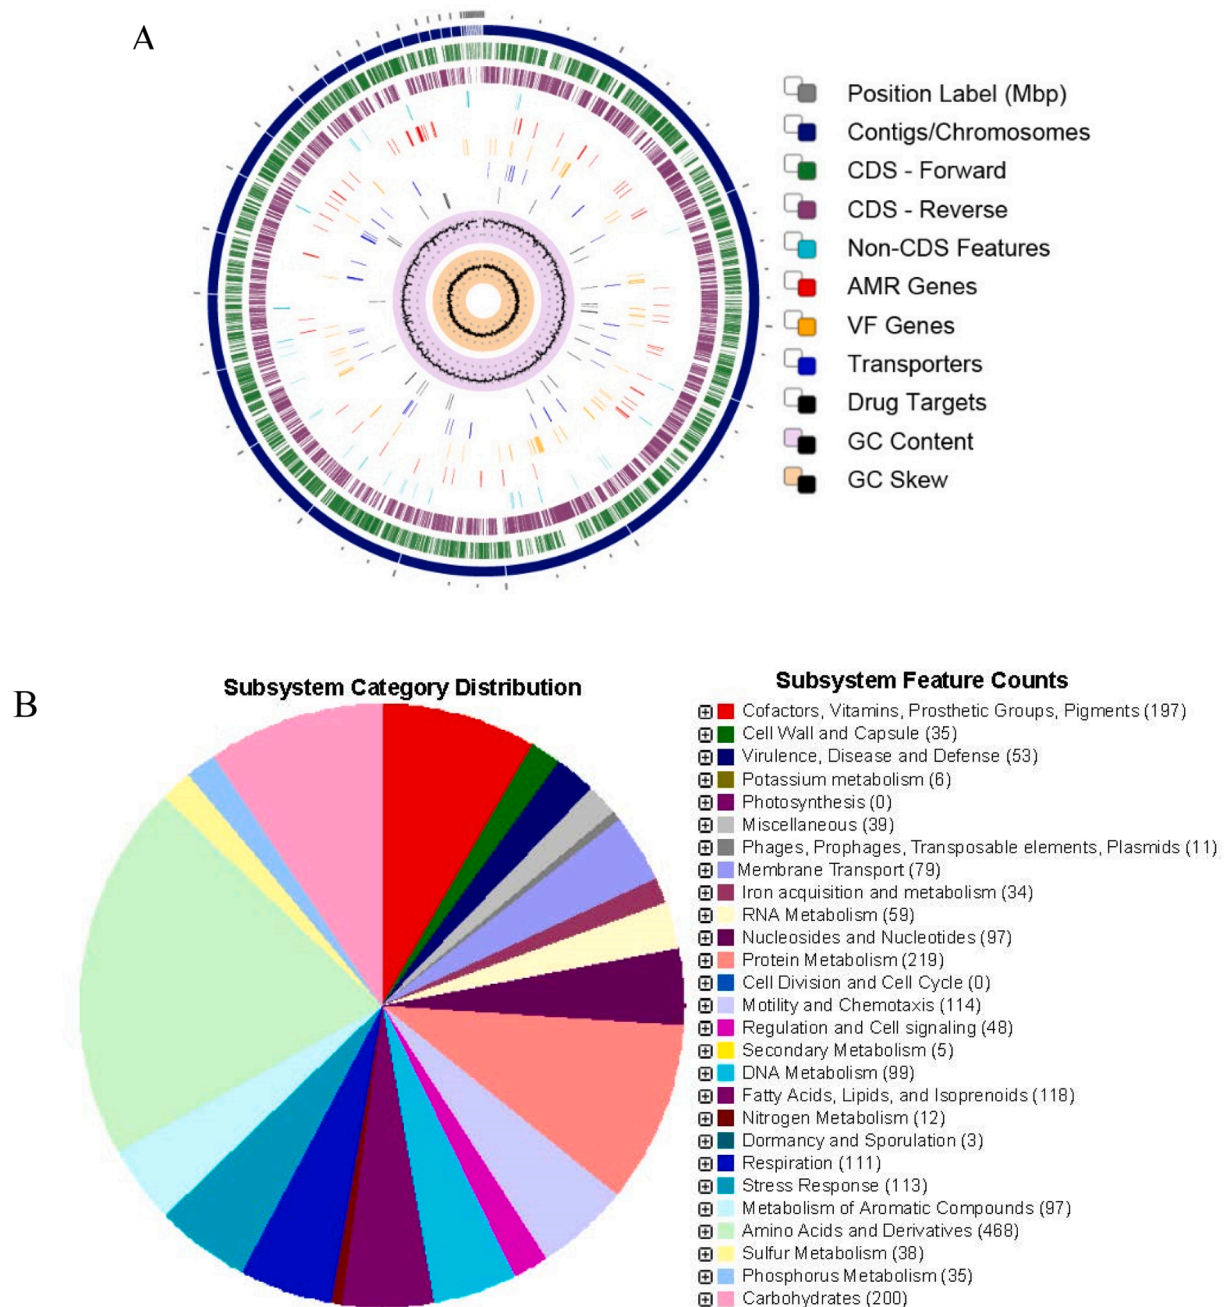 A
Position Label (Mbp)
Contigs/Chromosomes
CDS - Forward
CDS - Reverse
Non-CDS Features
AMR Genes
VF Genes
Transporters
Drug Targets
GC Content
GC Skew
B
Subsystem Category Distribution
Subsystem Feature Counts
Cofactors, Vitamins, Prosthetic Groups, Pigments (197)
Cell Wall and Capsule (35)
Virulence, Disease and Defense (53)
Potassium metabolism (6)
Photosynthesis (0)
Miscellaneous (39)
Phages, Prophages, Transposable elements, Plasmids (11)
Membrane Transport (79)
Iron acquisition and metabolism (34)
RNA Metabolism (59)
Nucleosides and Nucleotides (97)
Protein Metabolism (219)
Cell Division and Cell Cycle (0)
Motility and Chemotaxis (114)
Regulation and Cell signaling (48)
Secondary Metabolism (5)
DNA Metabolism (99)
Fatty Acids, Lipids, and Isoprenoids (118)
Nitrogen Metabolism (12)
Dormancy and Sporulation (3)
Respiration (111)
Stress Response (113)
Metabolism of Aromatic Compounds (97)
Amino Acids and Derivatives (468)
Sulfur Metabolism (38)
Phosphorus Metabolism (35)
Carbohydrates (200)